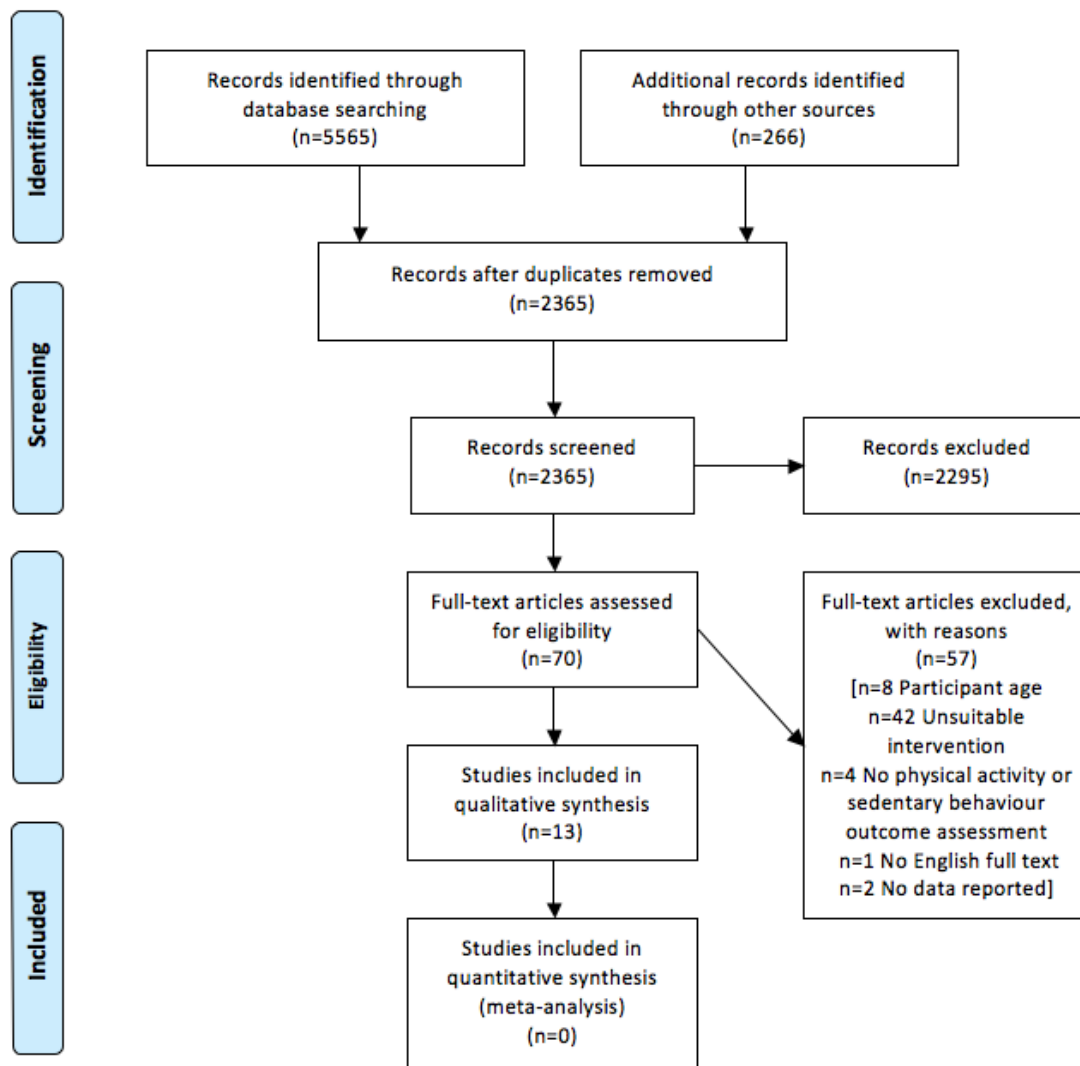 Identification
Records identified through
database searching
(n=5565)
Additional records identified
through other sources
(n=266)
Records after duplicates removed
(n=2365)
Screening
Records screened
(n=2365)
Records excluded
(n=2295)
Eligibility
Full-text articles assessed
for eligibility
(n=70)
Full-text articles excluded,
with reasons
(n=57)
[n=8 Participant age
n=42 Unsuitable
intervention
n=4 No physical activity or
sedentary behaviour
outcome assessment
n=1 No English full text
n=2 No data reported]
Studies included in
qualitative synthesis
(n=13)
Included
Studies included in
quantitative synthesis
(meta-analysis)
(n=0)